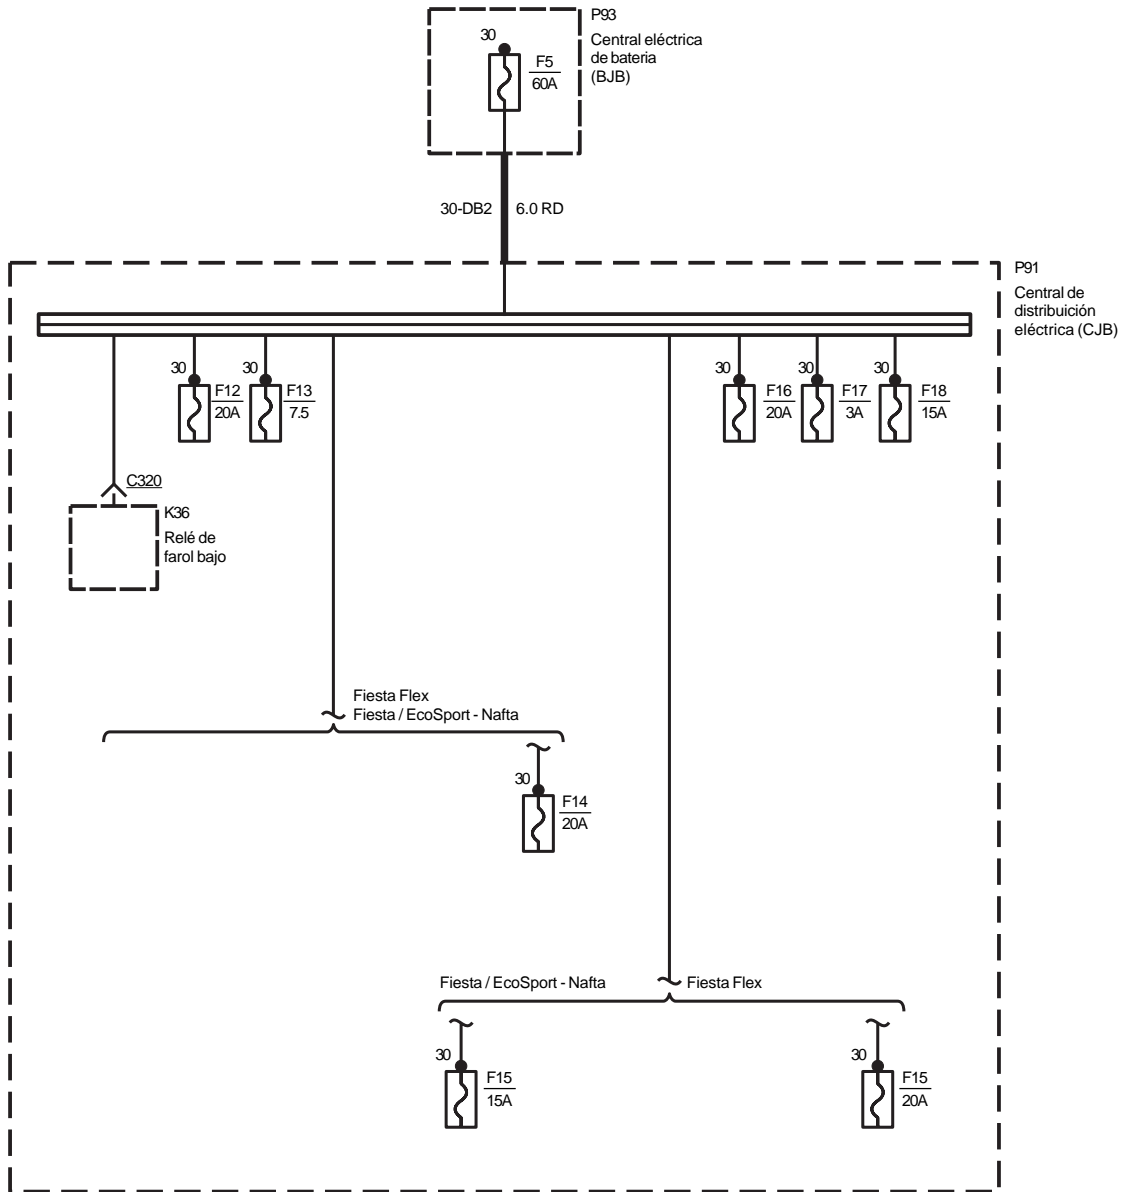 P93
30
Central eléctrica
de bateria
(BJB)
F5
60A
30-DB2
6.0 RD
P91
Central de
distribuición
eléctrica (CJB)
30
F12
20A
30
F13
7.5
30
F16
20A
30
F17
3A
30
F18
15A
C320
K36
Relé de
farol bajo
Fiesta Flex
Fiesta / EcoSport - Nafta
30
F14
20A
Fiesta / EcoSport - Nafta
Fiesta Flex
30
F15
15A
30
F15
20A